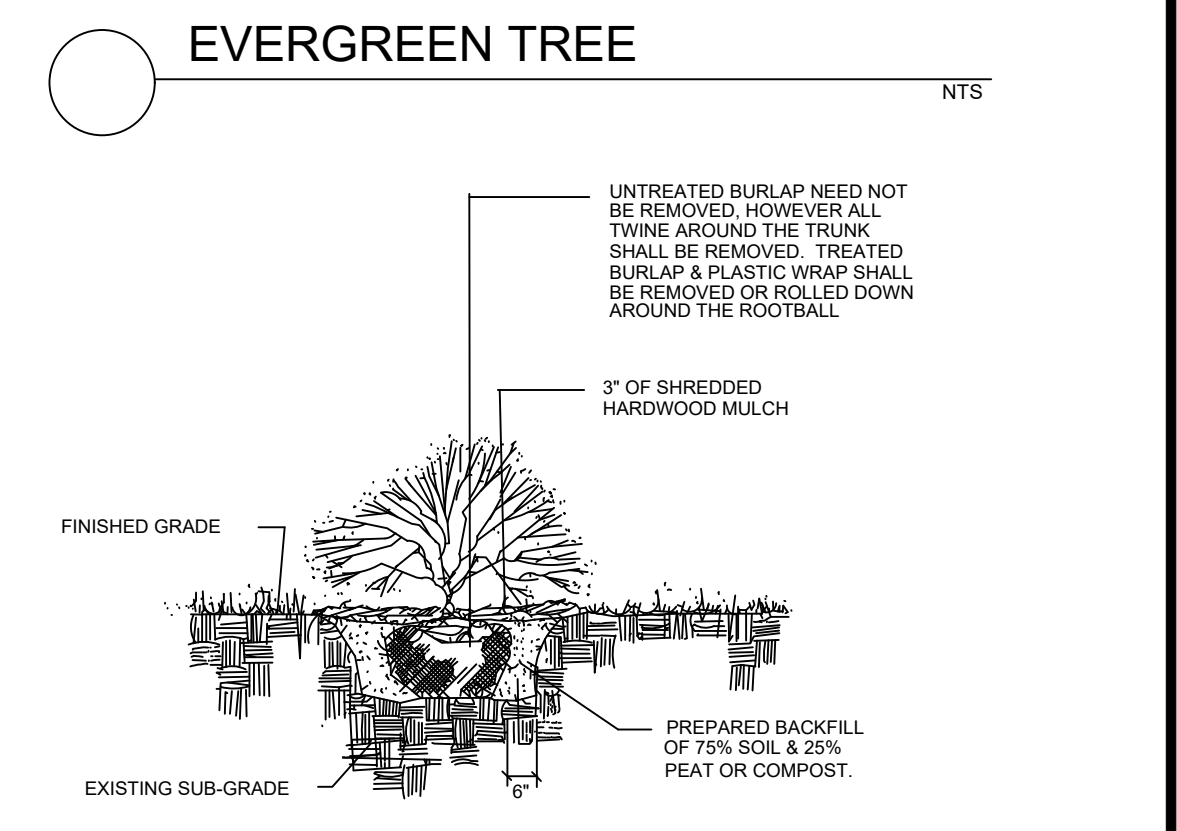 EVERGREEN TREE
NTS
UNTREATED BURLAP NEED NOT
BE REMOVED, HOWEVER ALL
TWINE AROUND THE TRUNK
SHALL BE REMOVED.  TREATED
BURLAP & PLASTIC WRAP SHALL
BE REMOVED OR ROLLED DOWN
AROUND THE ROOTBALL
3" OF SHREDDED
HARDWOOD MULCH
FINISHED GRADE
PREPARED BACKFILL
OF 75% SOIL & 25%
PEAT OR COMPOST.
EXISTING SUB-GRADE
6"